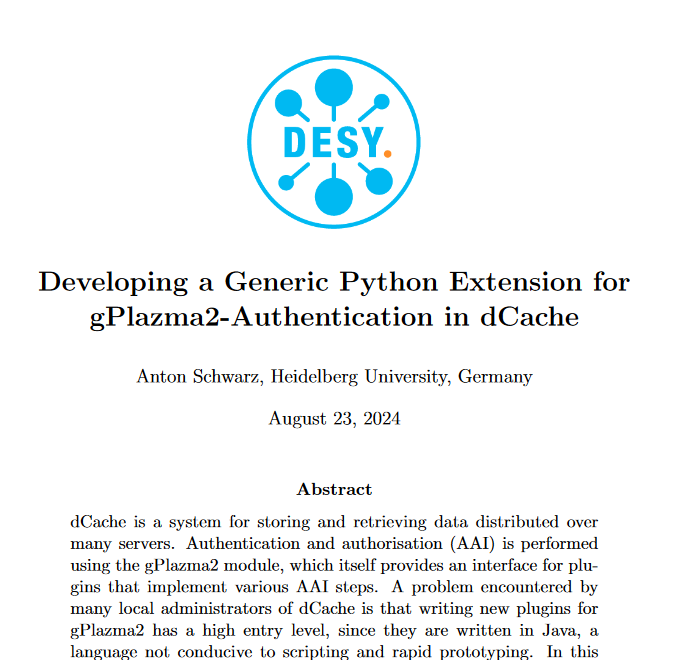 DESY.
Developing a Generic Python Extension for
gPlazma2-Authentication in dCache
Anton Schwarz, Heidelberg University, Germany
August 23, 2024
Abstract
dCache is a system for storing and retrieving data distributed over
many servers. Authentication and authorisation (AAI) is performed
using the gPlazma2 module, which itself provides an interface for plu-
gins that implement various AAI steps. A problem encountered by
many local administrators of dCache is that writing new plugins for
gPlazma2 has a high entry level, since they are written in Java, a
language not conducive to scripting and rapid prototyping. In this